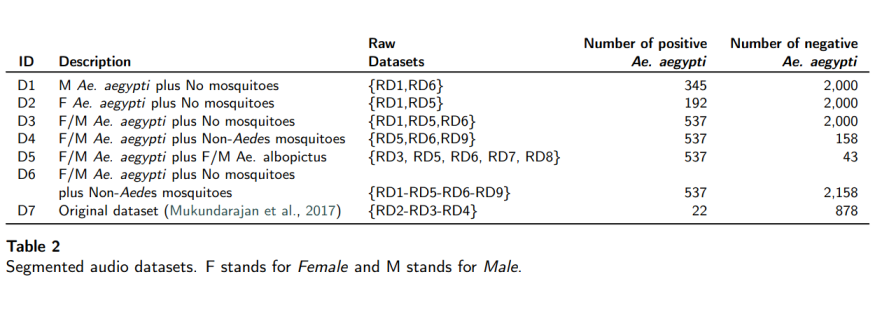 Raw Number of positive Number of negative
ID Description Datasets Ae. aegypti Ae. aegypti
D1 M Ae. aegypti plus No mosquitoes {RD1,RD6} 345 2,000
D2 F Ae. aegypti plus No mosquitoes {RD1,RD5} 192 2,000
D3 F/M Ae. aegypti plus No mosquitoes {RD1,RD5,RD6} 537 2,000
D4 F/M Ae. aegypti plus Non-Aedes mosquitoes {RD5,RD6,RD9} 537 158
D5 F/M Ae. aegypti plus F/M Ae. albopictus {RD3, RD5, RD6, RD7, RD8} 537 43
D6 F/M Ae. aegypti plus No mosquitoes
plus Non-Aedes mosquitoes {RD1-RD5-RD6-RD9} 537 2,158
D7 Original dataset (Mukundarajan et al., 2017) {RD2-RD3-RD4} 22 878
Table 2
Segmented audio datasets. F stands for Female and M stands for Male.